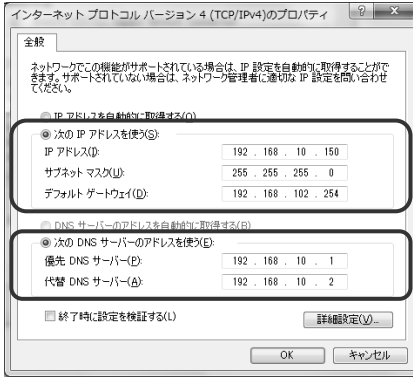 インターネット プロトコル バージョン 4 (TCP/IPv4)のプロパティ
全般
ネットワークでこの機能がサポートされている場合は、IP 設定を自動的に取得することがで
きます。サポートされていない場合は、ネットワーク管理者に適切な IP 設定を問い合わせ
てください。
IP アドレスを自動的に取得する(O)
次の IP アドレスを使う(S):
IP アドレス(I): 192 . 168 . 10 . 150
サブネット マスク(U): 255 . 255 . 255 . 0
デフォルト ゲートウェイ(D): 192 . 168 . 102 . 254
DNS サーバーのアドレスを自動的に取得する(B)
次の DNS サーバーのアドレスを使う(E):
優先 DNS サーバー(P): 192 . 168 . 10 . 1
代替 DNS サーバー(A): 192 . 168 . 10 . 2
終了時に設定を検証する(L)
詳細設定(V)...
OK キャンセル